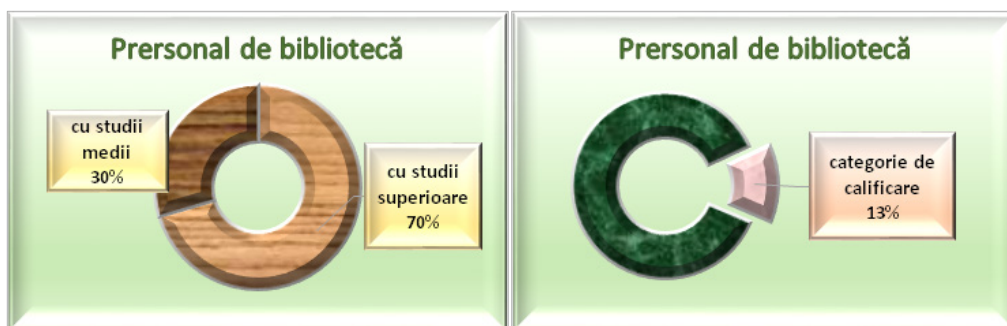 Prersonal de bibliotecă
cu studii
medii
30%
cu studii
superioare
70%
Prersonal de bibliotecă
categorie de
calificare
13%